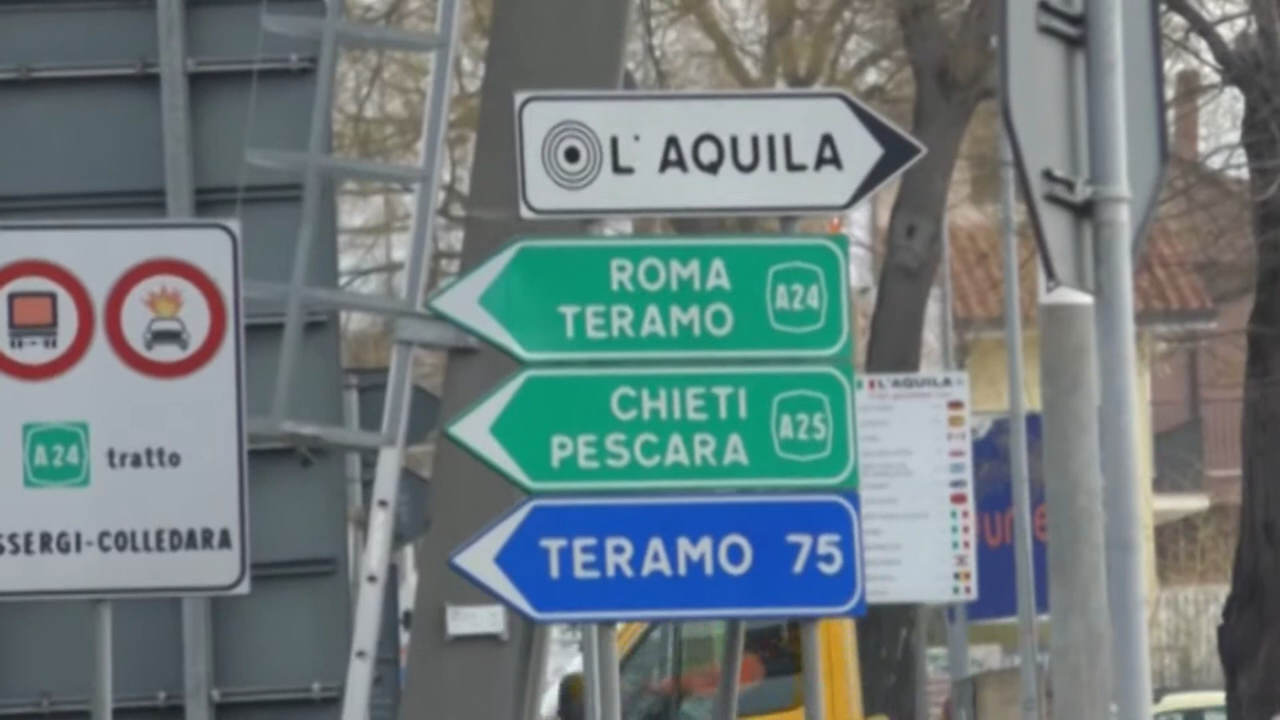 L' AQUILA
ROMA
TERAMO
A24
CHIETI
PESCARA
A25
TERAMO 75
A24 tratto
SSERGI-COLLEDARA
L'AQUILA